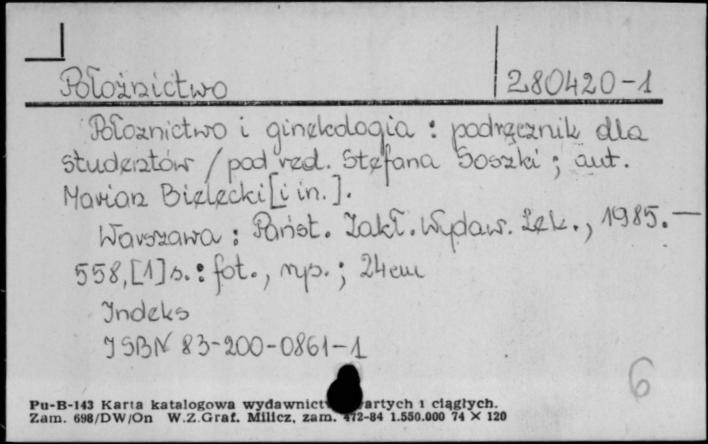 Położnictwo 280420-1
Położnictwo i ginekologia : podręcznik dla
studentów / pod red. Stefana Soszki ; aut.
Marian Bielecki [i in.].
Warszawa : Państ. Zakł. Wydaw. Lek., 1985. —
558, [1] s. : fot., rys. ; 24 cm
Indeks
ISBN 83-200-0861-1
6
Pu-B-143 Karta katalogowa wydawnict artych i ciągłych.
Zam. 698/DW/On W.Z.Graf. Milicz, zam. 472-84 1.550.000 74 × 120